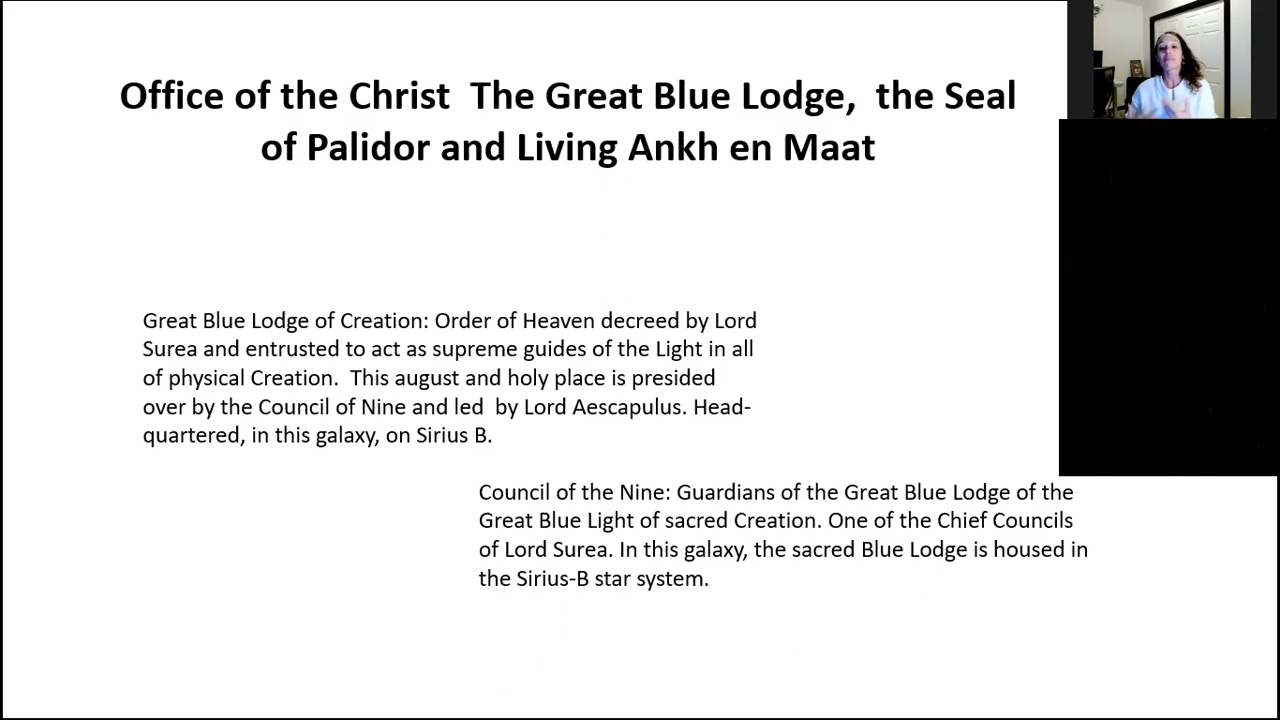 Office of the Christ  The Great Blue Lodge,  the Seal
of Palidor and Living Ankh en Maat
Great Blue Lodge of Creation: Order of Heaven decreed by Lord
Surea and entrusted to act as supreme guides of the Light in all
of physical Creation.  This august and holy place is presided
over by the Council of Nine and led  by Lord Aescapulus. Head-
quartered, in this galaxy, on Sirius B.
Council of the Nine: Guardians of the Great Blue Lodge of the
Great Blue Light of sacred Creation. One of the Chief Councils
of Lord Surea. In this galaxy, the sacred Blue Lodge is housed in
the Sirius-B star system.